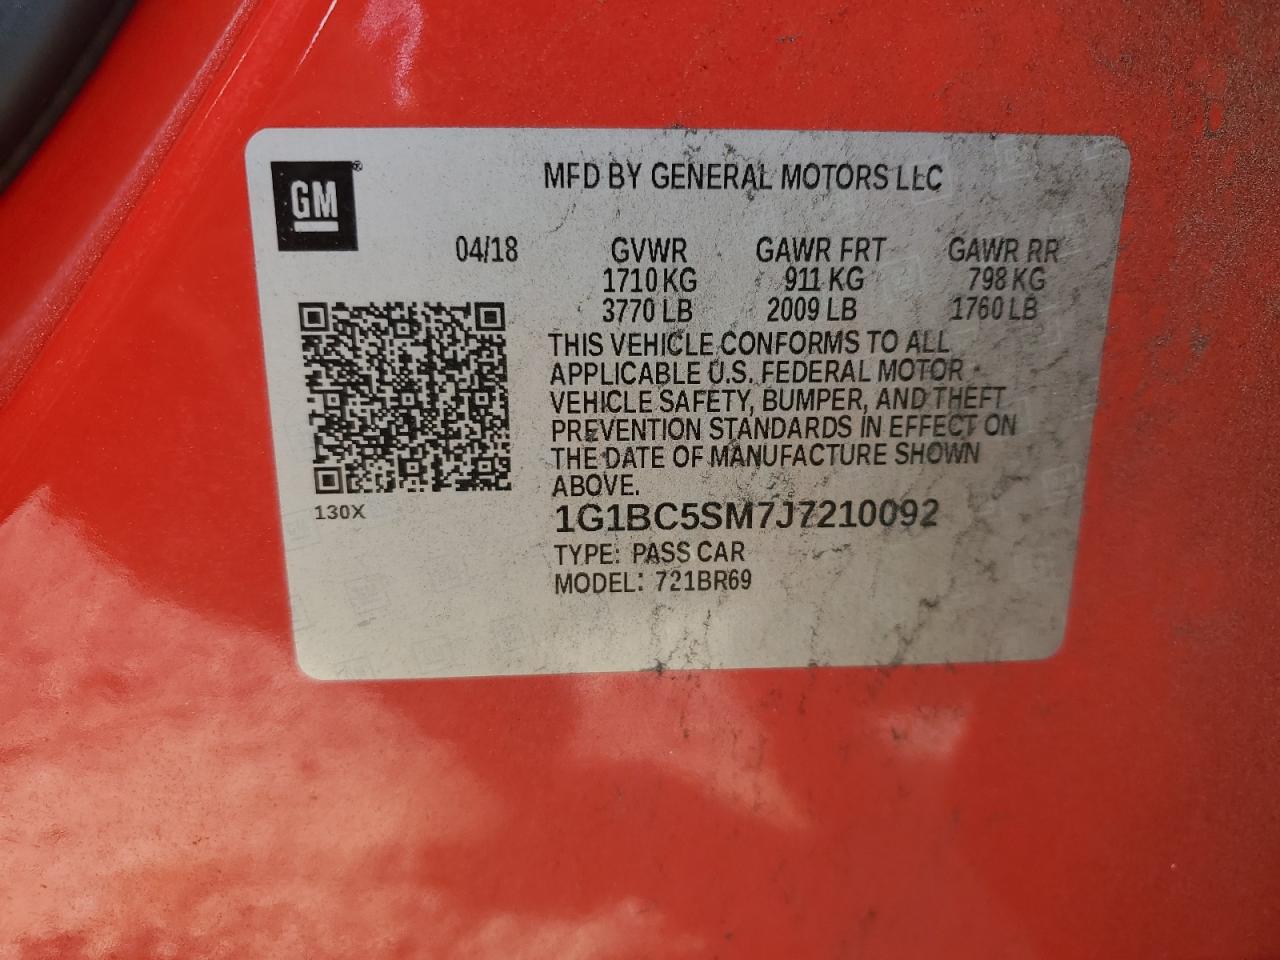 GM®
MFD BY GENERAL MOTORS LLC
04/18 GVWR GAWR FRT GAWR RR
1710 KG 911 KG 798 KG
3770 LB 2009 LB 1760 LB
THIS VEHICLE CONFORMS TO ALL
APPLICABLE U.S. FEDERAL MOTOR
VEHICLE SAFETY, BUMPER, AND THEFT
PREVENTION STANDARDS IN EFFECT ON
THE DATE OF MANUFACTURE SHOWN
ABOVE.
130X
1G1BC5SM7J7210092
TYPE: PASS CAR
MODEL: 721BR69